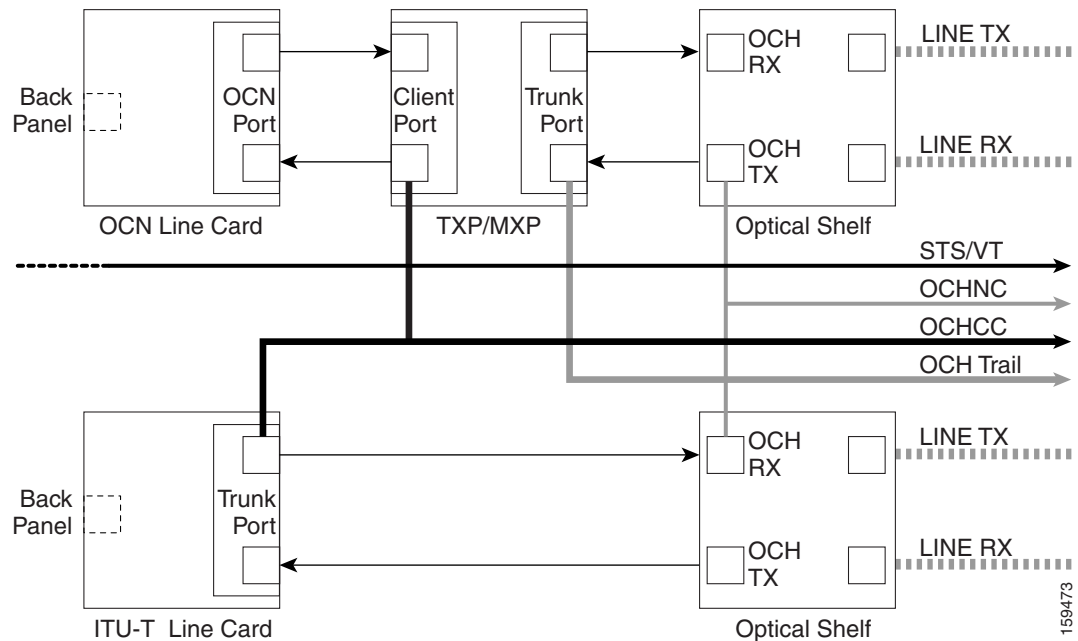 OCH
RX
LINE TX
Back
Panel
OCN
Port
Client
Port
Trunk
Port
OCH
TX
LINE RX
OCN Line Card
TXP/MXP
Optical Shelf
STS/VT
OCHNC
OCHCC
OCH Trail
OCH
RX
LINE TX
Back
Panel
Trunk
Port
OCH
TX
LINE RX
ITU-T Line Card
Optical Shelf
159473